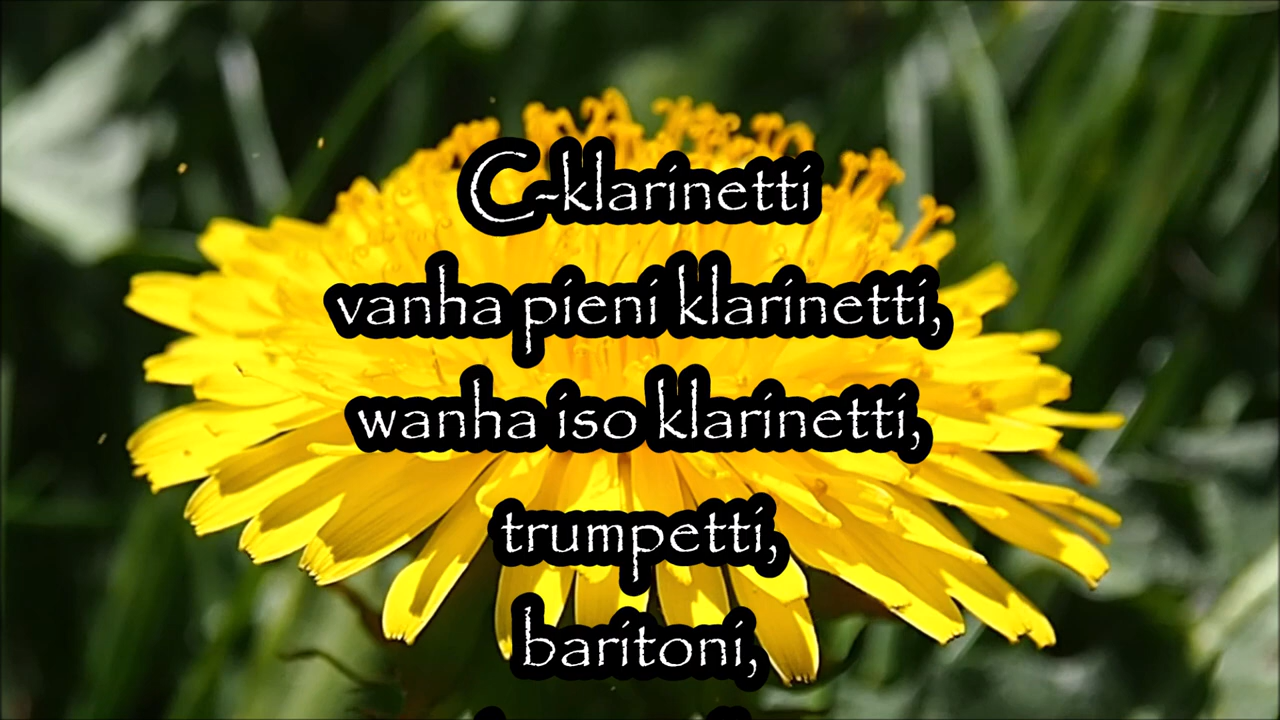 C-klarinetti
vanha pieni klarinetti,
wanha iso klarinetti,
trumpetti,
baritoni,